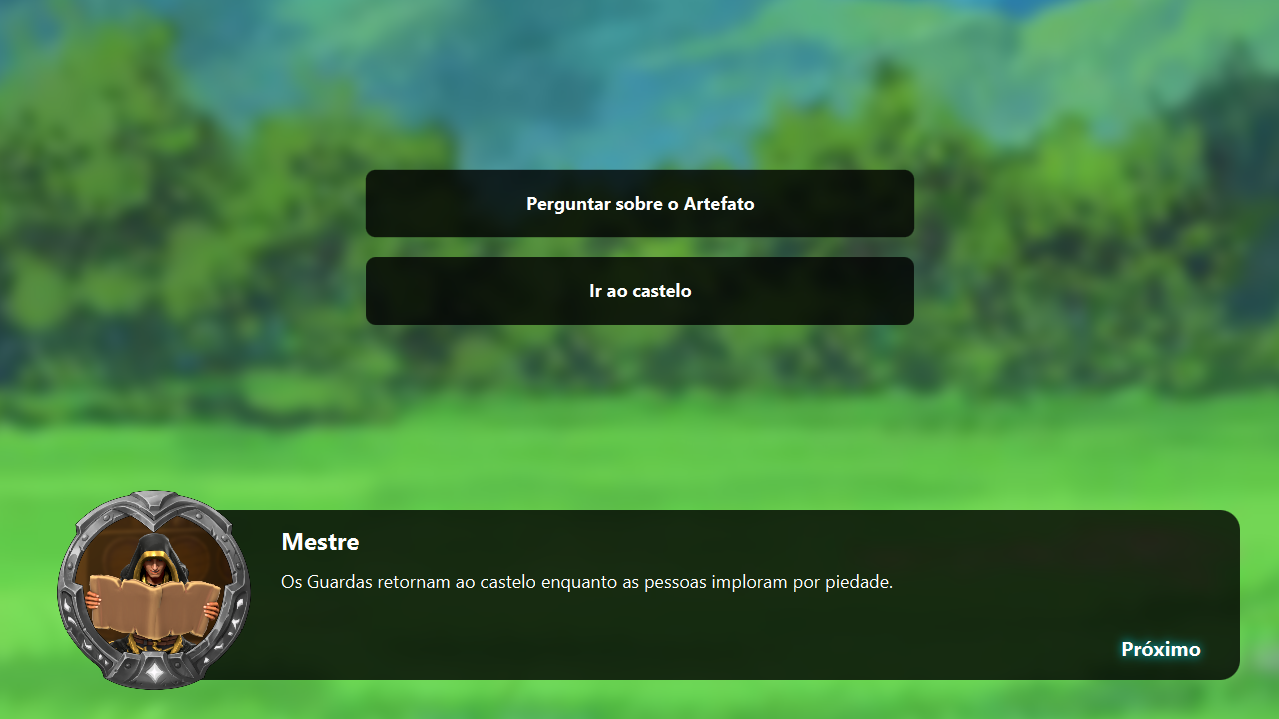 Perguntar sobre o Artefato
Ir ao castelo
Mestre
Os Guardas retornam ao castelo enquanto as pessoas imploram por piedade.
Próximo